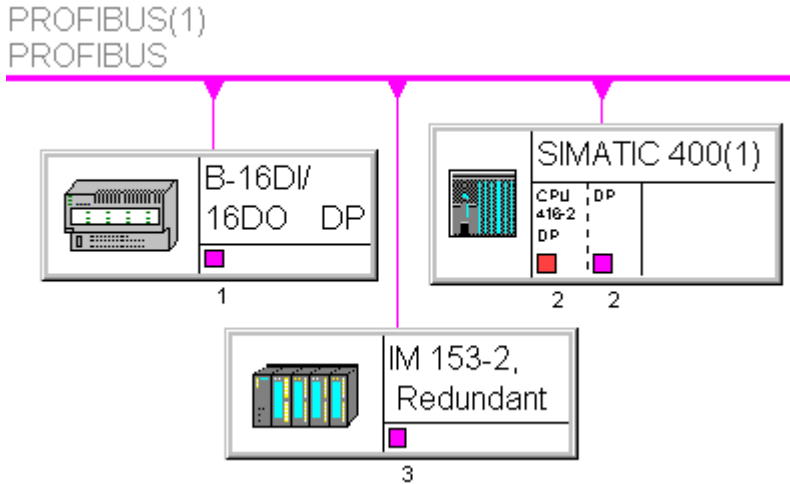 PROFIBUS(1)
PROFIBUS
B-16DI/
16DO DP
1
SIMATIC 400(1)
CPU
416-2
DP
DP
2
2
IM 153-2,
Redundant
3